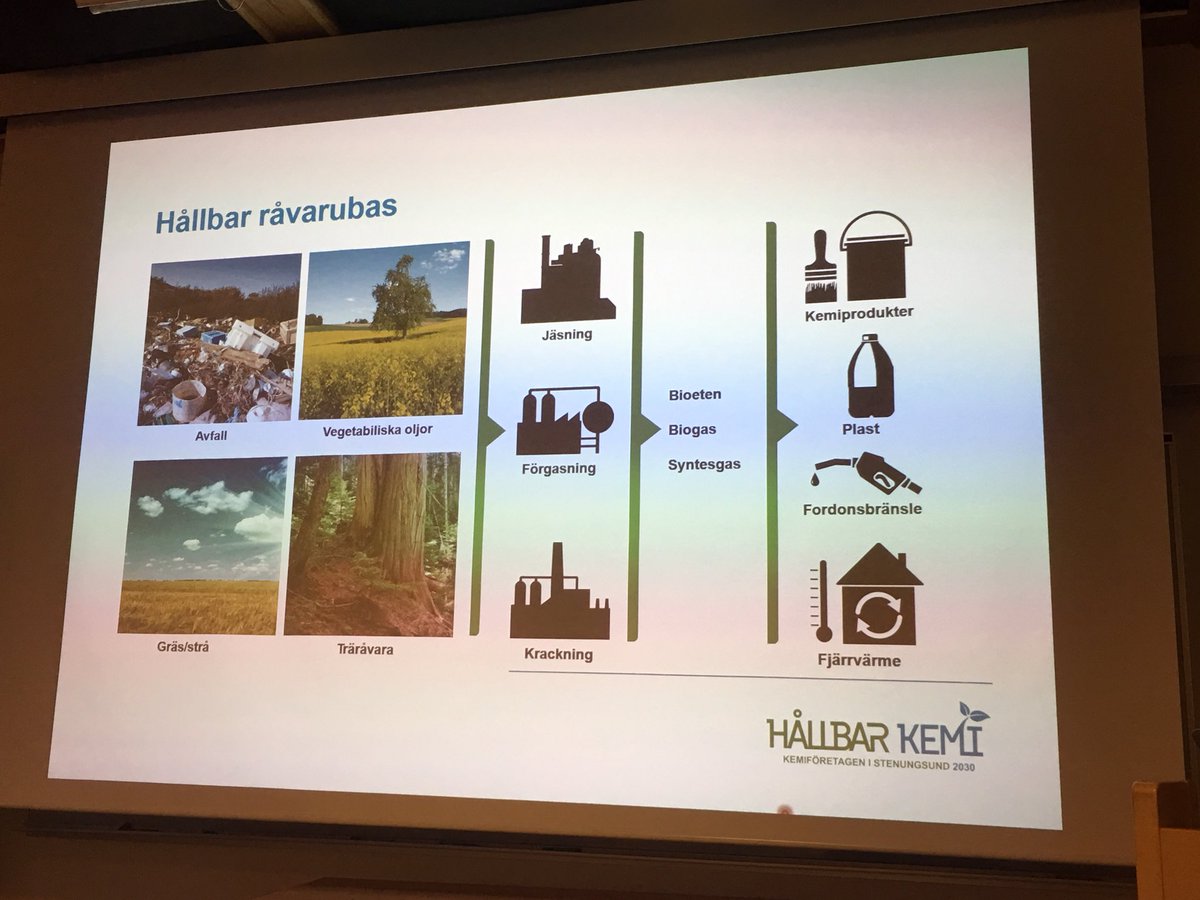 Hållbar råvarubas
Avfall
Vegetabiliska oljor
Gräs/strå
Träråvara
Jäsning
Förgasning
Krackning
Bioeten
Biogas
Syntesgas
Kemiprodukter
Plast
Fordonsbränsle
Fjärrvärme
HÅLLBAR KEMI
KEMIFÖRETAGEN I STENUNGSUND 2030